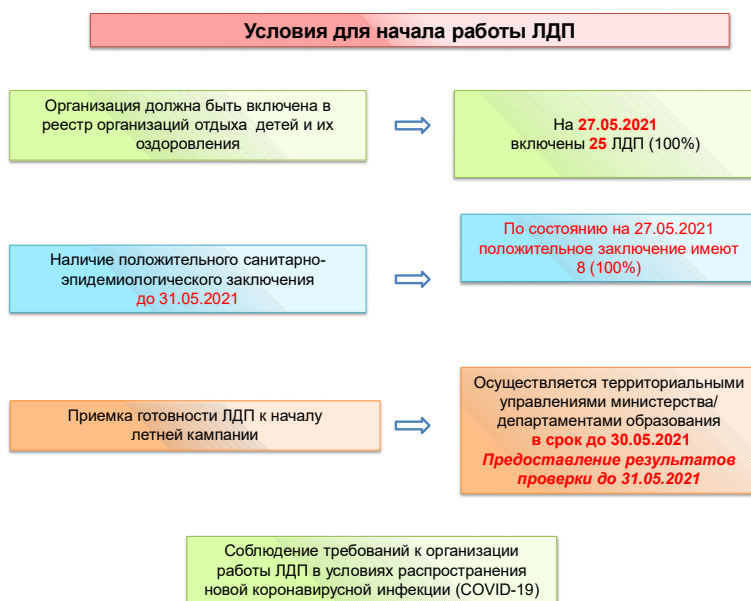 Условия для начала работы ЛДП
Организация должна быть включена в
реестр организаций отдыха детей и их
оздоровления
На 27.05.2021
включены 25 ЛДП (100%)
Наличие положительного санитарно-
эпидемиологического заключения
до 31.05.2021
По состоянию на 27.05.2021
положительное заключение имеют
8 (100%)
Приемка готовности ЛДП к началу
летней кампании
Осуществляется территориальными
управлениями министерства/
департаментами образования
в срок до 30.05.2021
Предоставление результатов
проверки до 31.05.2021
Соблюдение требований к организации
работы ЛДП в условиях распространения
новой коронавирусной инфекции (COVID-19)